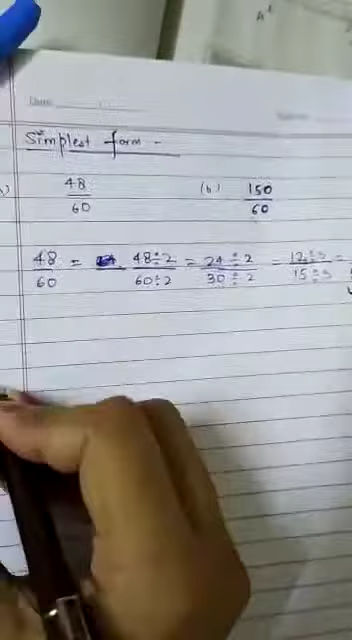 Date
Simplest form -
48/60 (b) 150/60
48/60 = 48÷2/60÷2 = 24÷2/30÷2 = 12÷3/15÷3 =